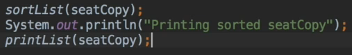 sortList(seatCopy);
System.out.println("Printing sorted seatCopy");
printList(seatCopy);